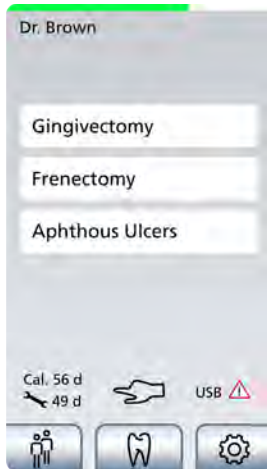 Dr. Brown
Gingivectomy
Frenectomy
Aphthous Ulcers
Cal. 56 d
49 d
USB